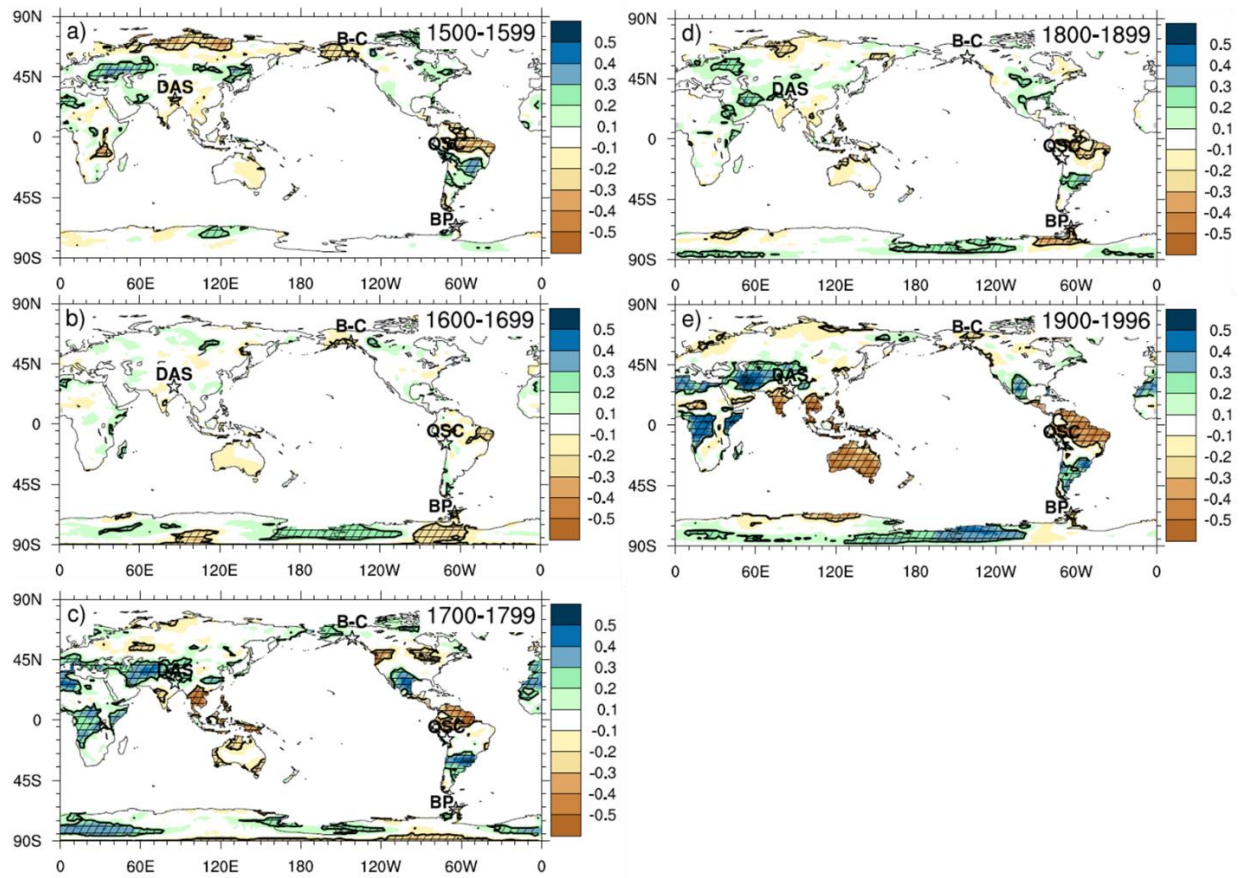 a) 1500-1599
90N
45N
0
45S
90S
60E 120E 180 120W 60W 0
B-C
DAS
QSC
BP
0.5
0.4
0.3
0.2
0.1
-0.1
-0.2
-0.3
-0.4
-0.5
b) 1600-1699
90N
45N
0
45S
90S
60E 120E 180 120W 60W 0
B-C
DAS
QSC
BP
0.5
0.4
0.3
0.2
0.1
-0.1
-0.2
-0.3
-0.4
-0.5
c) 1700-1799
90N
45N
0
45S
90S
0 60E 120E 180 120W 60W 0
B-C
DAS
QSC
BP
0.5
0.4
0.3
0.2
0.1
-0.1
-0.2
-0.3
-0.4
-0.5
d) 1800-1899
90N
45N
0
45S
90S
60E 120E 180 120W 60W 0
B-C
DAS
QSC
BP
0.5
0.4
0.3
0.2
0.1
-0.1
-0.2
-0.3
-0.4
-0.5
e) 1900-1996
90N
45N
0
45S
90S
0 60E 120E 180 120W 60W 0
B-C
DAS
QSC
BP
0.5
0.4
0.3
0.2
0.1
-0.1
-0.2
-0.3
-0.4
-0.5